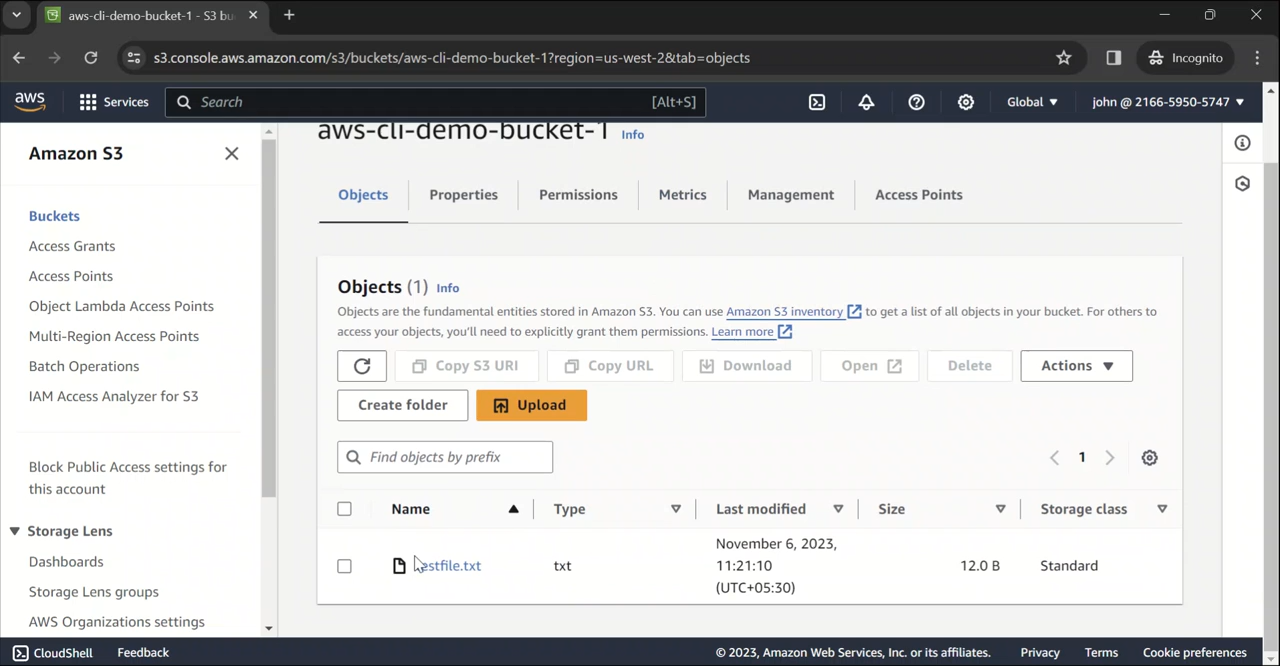 aws-cli-demo-bucket-1 - S3 bu
s3.console.aws.amazon.com/s3/buckets/aws-cli-demo-bucket-1?region=us-west-2&tab=objects
Incognito
aws
Services
Search
[Alt+S]
Global ▼
john @ 2166-5950-5747 ▼
Amazon S3
Buckets
Access Grants
Access Points
Object Lambda Access Points
Multi-Region Access Points
Batch Operations
IAM Access Analyzer for S3
Block Public Access settings for
this account
Storage Lens
Dashboards
Storage Lens groups
AWS Organizations settings
aws-cli-demo-bucket-1 Info
Objects
Properties
Permissions
Metrics
Management
Access Points
Objects (1) Info
Objects are the fundamental entities stored in Amazon S3. You can use Amazon S3 inventory to get a list of all objects in your bucket. For others to
access your objects, you'll need to explicitly grant them permissions. Learn more
Copy S3 URI
Copy URL
Download
Open
Delete
Actions ▼
Create folder
Upload
Find objects by prefix
1
Name
Type
Last modified
Size
Storage class
estfile.txt
txt
November 6, 2023,
11:21:10
(UTC+05:30)
12.0 B
Standard
CloudShell
Feedback
© 2023, Amazon Web Services, Inc. or its affiliates.
Privacy
Terms
Cookie preferences